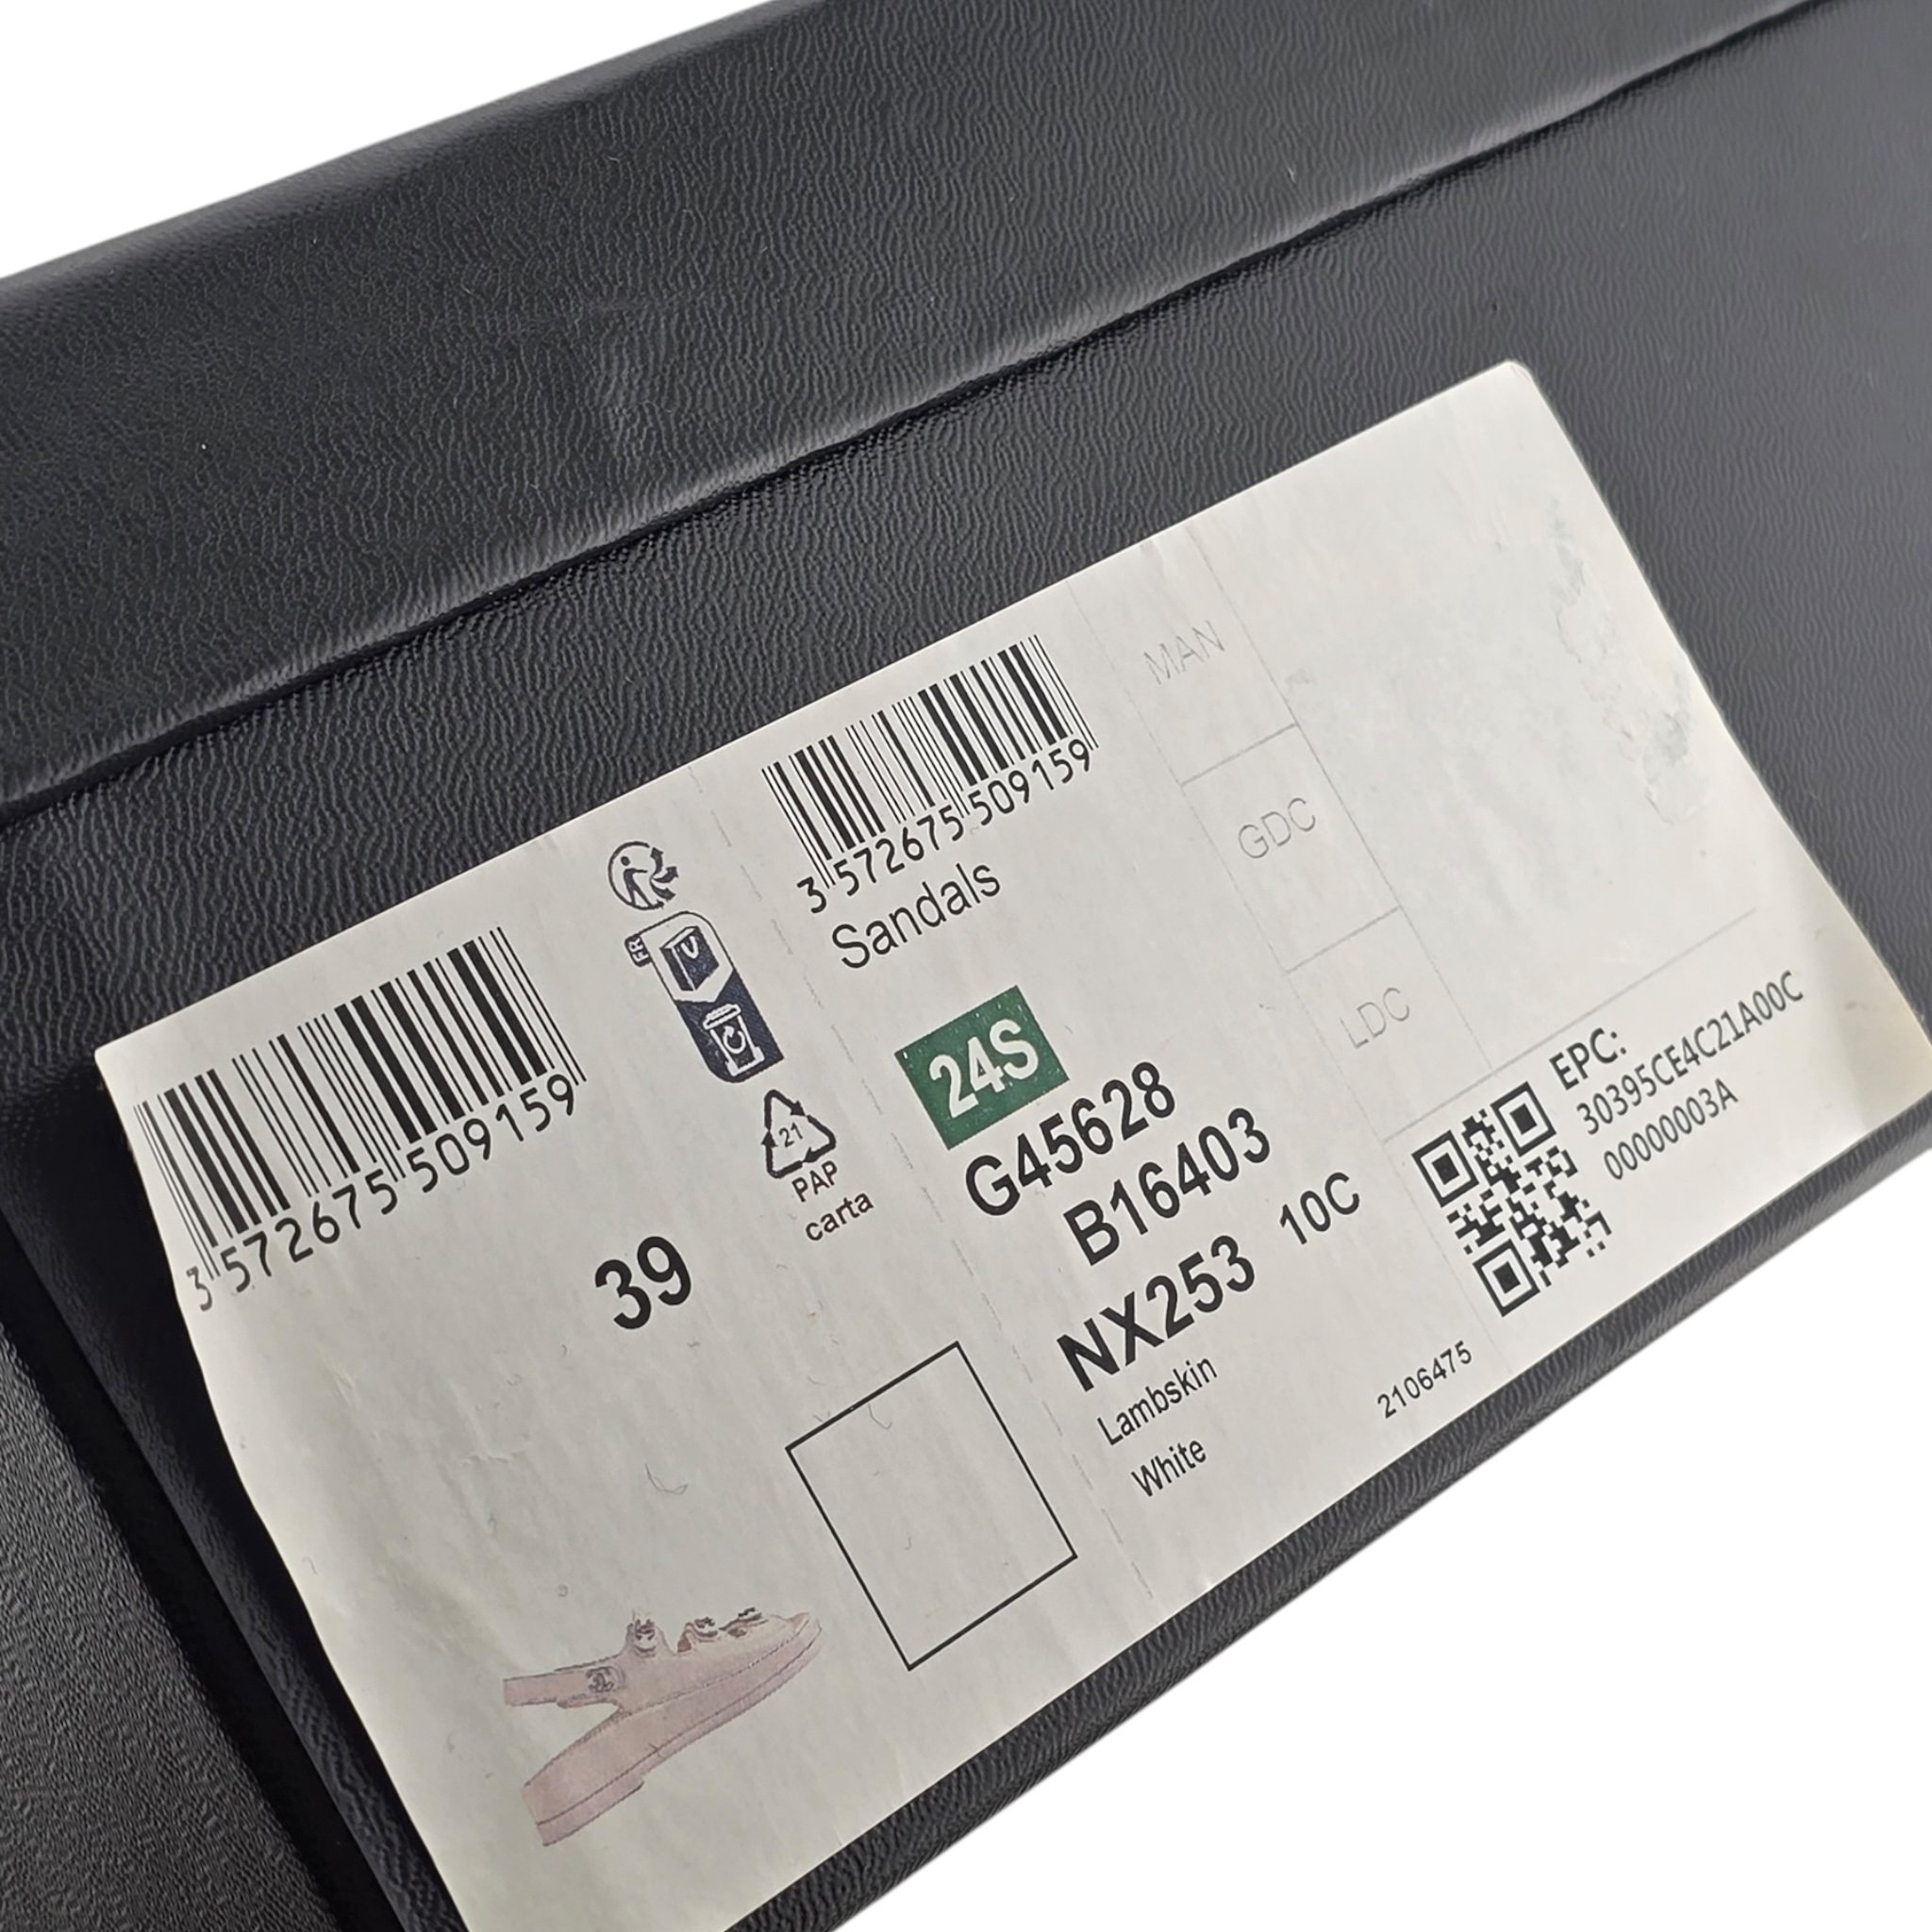 3 572675 509159
39
FR
21
PAP
carta
3 572675 509159
Sandals
24S
G45628
B16403
NX253 10C
Lambskin
White
MAN
GDC
LDC
EPC:
30395CE4C21A00C
00000003A
2106475